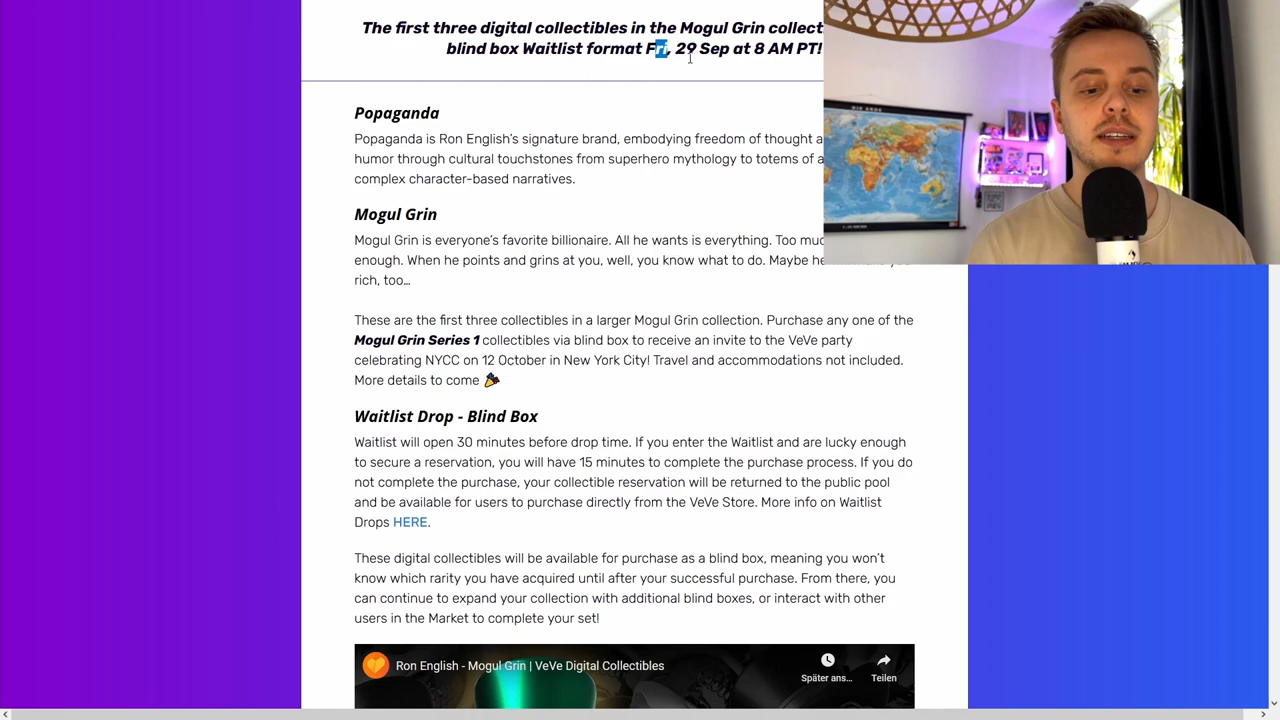 The first three digital collectibles in the Mogul Grin collect
blind box Waitlist format Fri, 29 Sep at 8 AM PT!
Popaganda
Popaganda is Ron English's signature brand, embodying freedom of thought a
humor through cultural touchstones from superhero mythology to totems of a
complex character-based narratives.
Mogul Grin
Mogul Grin is everyone's favorite billionaire. All he wants is everything. Too muc
enough. When he points and grins at you, well, you know what to do. Maybe he
rich, too…
These are the first three collectibles in a larger Mogul Grin collection. Purchase any one of the
Mogul Grin Series 1 collectibles via blind box to receive an invite to the VeVe party
celebrating NYCC on 12 October in New York City! Travel and accommodations not included.
More details to come 🎉
Waitlist Drop - Blind Box
Waitlist will open 30 minutes before drop time. If you enter the Waitlist and are lucky enough
to secure a reservation, you will have 15 minutes to complete the purchase process. If you do
not complete the purchase, your collectible reservation will be returned to the public pool
and be available for users to purchase directly from the VeVe Store. More info on Waitlist
Drops HERE.
These digital collectibles will be available for purchase as a blind box, meaning you won't
know which rarity you have acquired until after your successful purchase. From there, you
can continue to expand your collection with additional blind boxes, or interact with other
users in the Market to complete your set!
Ron English - Mogul Grin | VeVe Digital Collectibles
Später ans...
Teilen